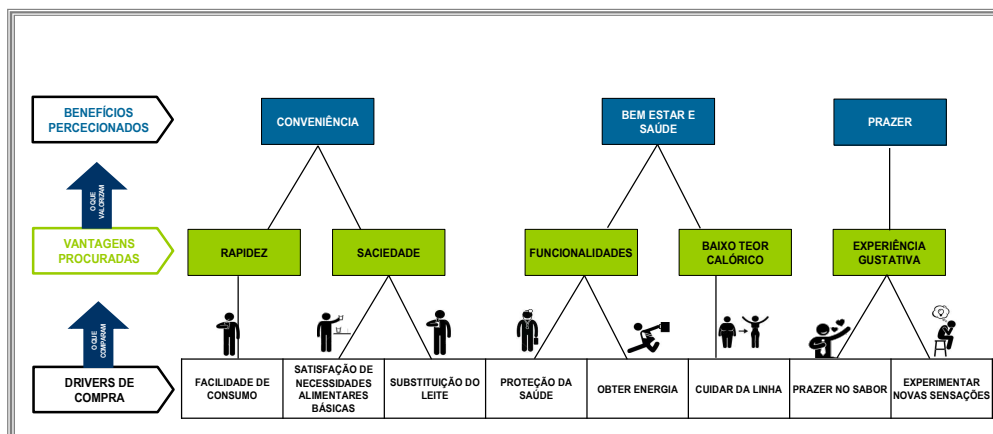 BENEFÍCIOS
PERCECIONADOS
CONVENIÊNCIA
BEM ESTAR E
SAÚDE
PRAZER
O QUE
VALORIZAM
VANTAGENS
PROCURADAS
RAPIDEZ
SACIEDADE
FUNCIONALIDADES
BAIXO TEOR
CALÓRICO
EXPERIÊNCIA
GUSTATIVA
O QUE
COMPARAM
DRIVERS DE
COMPRA
FACILIDADE DE
CONSUMO
SATISFAÇÃO DE
NECESSIDADES
ALIMENTARES
BÁSICAS
SUBSTITUIÇÃO DO
LEITE
PROTEÇÃO DA
SAÚDE
OBTER ENERGIA
CUIDAR DA LINHA
PRAZER NO SABOR
EXPERIMENTAR
NOVAS SENSAÇÕES